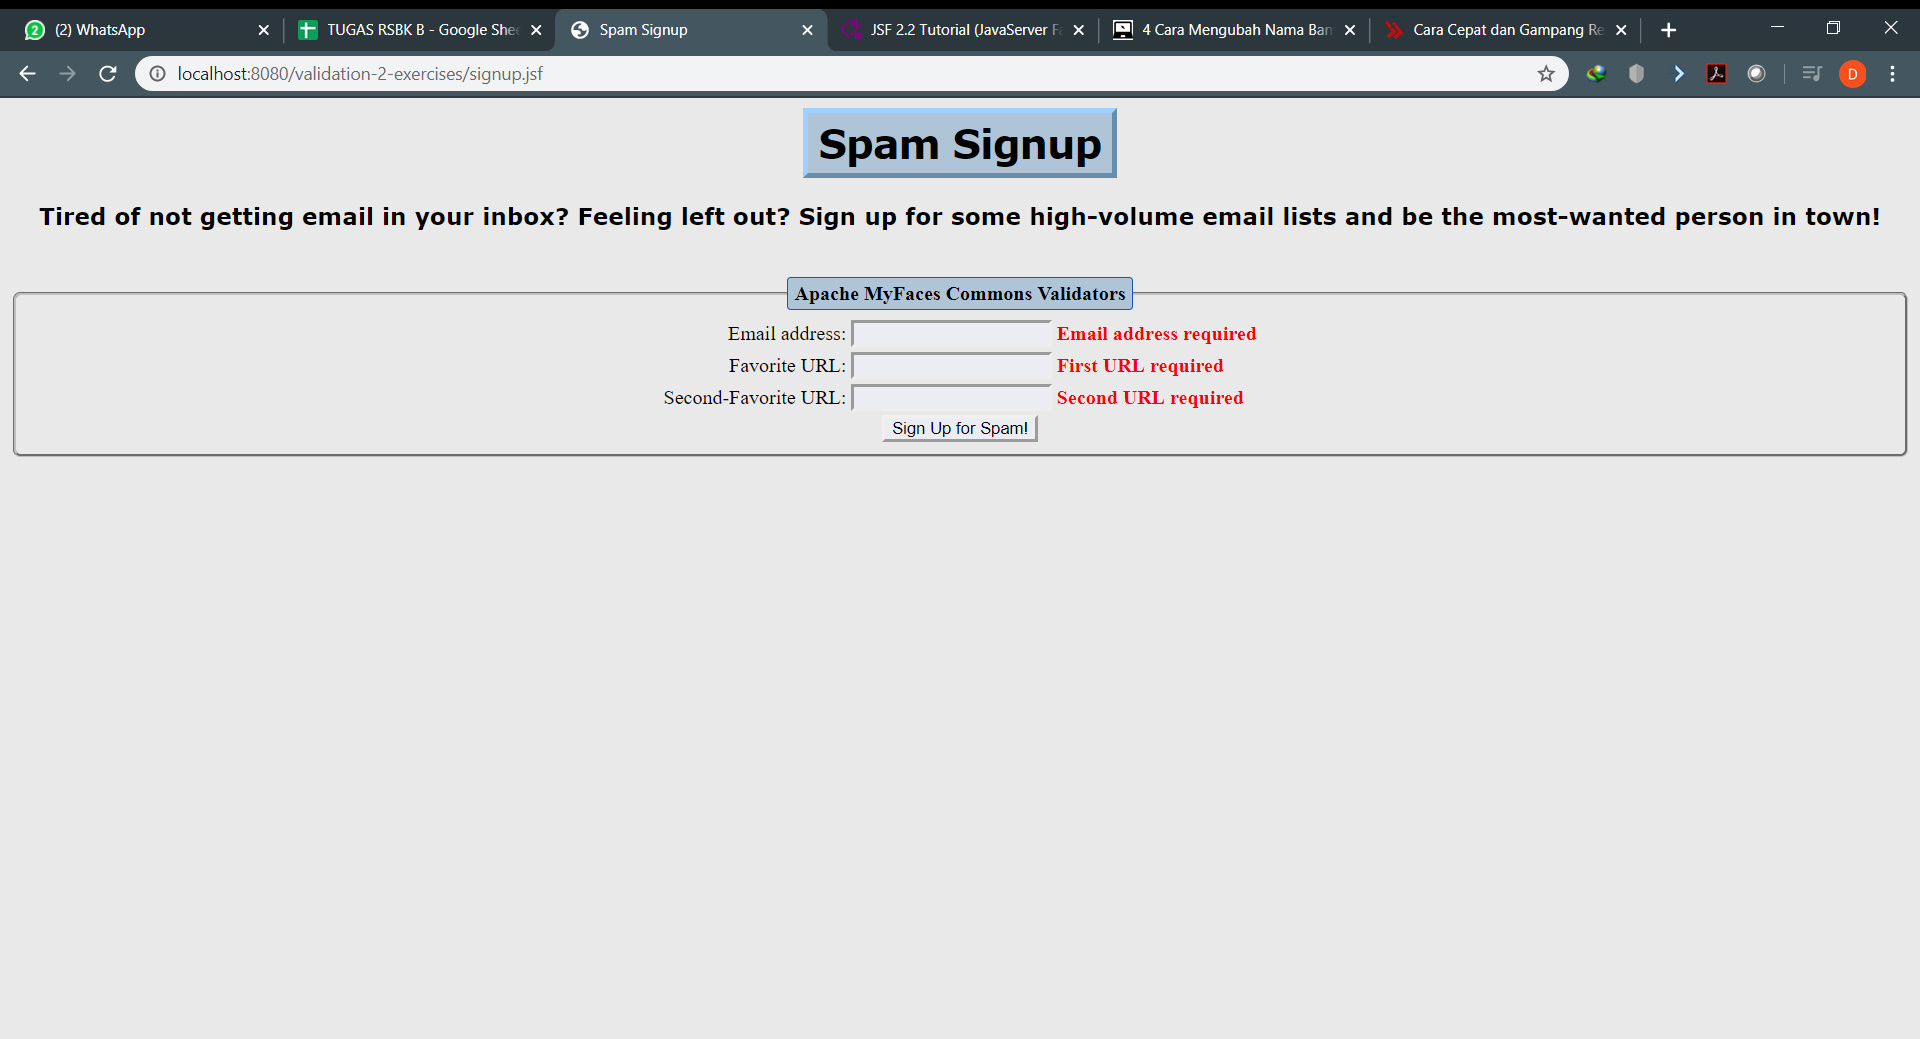 2 (2) WhatsApp
TUGAS RSBK B - Google Shee
Spam Signup
JSF 2.2 Tutorial (JavaServer Fa
4 Cara Mengubah Nama Ban
Cara Cepat dan Gampang Re
localhost:8080/validation-2-exercises/signup.jsf
D
Spam Signup
Tired of not getting email in your inbox? Feeling left out? Sign up for some high-volume email lists and be the most-wanted person in town!
Apache MyFaces Commons Validators
Email address: Email address required
Favorite URL: First URL required
Second-Favorite URL: Second URL required
Sign Up for Spam!